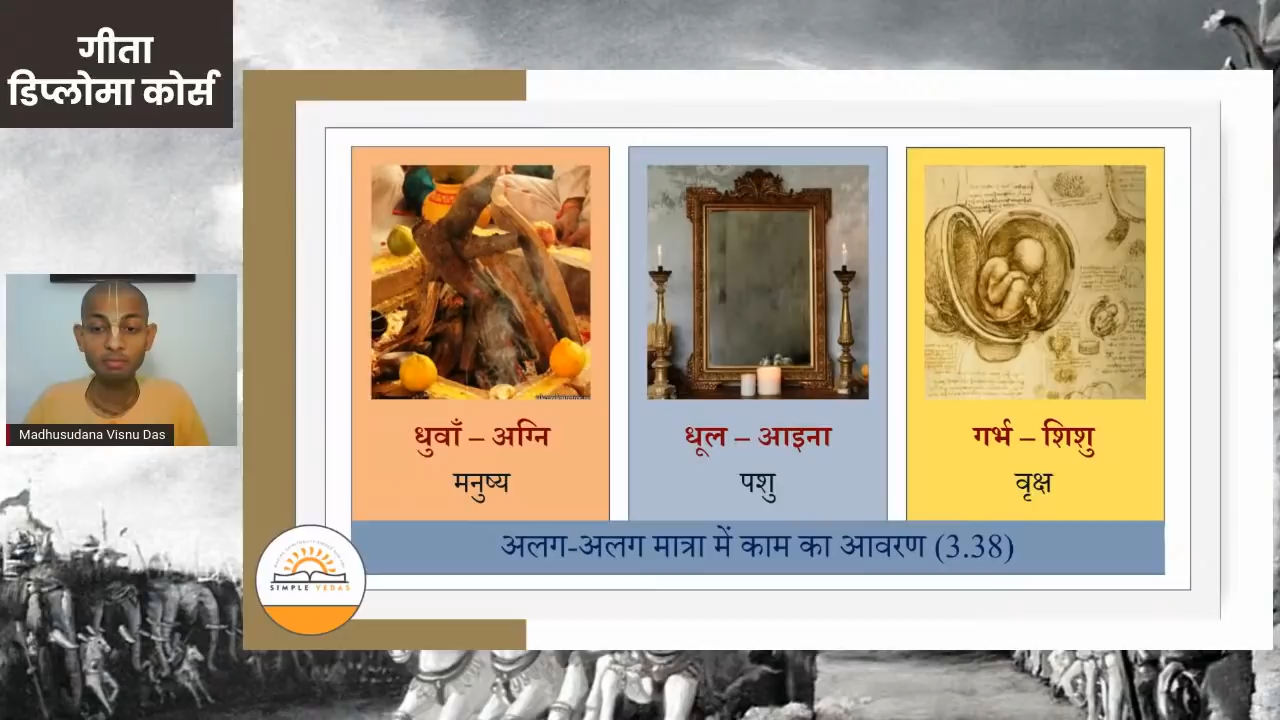 गीता
डिप्लोमा कोर्स
Madhusudana Visnu Das
धुवाँ – अग्नि
मनुष्य
धूल – आइना
पशु
गर्भ – शिशु
वृक्ष
अलग-अलग मात्रा में काम का आवरण (3.38)
SIMPLE VEDAS